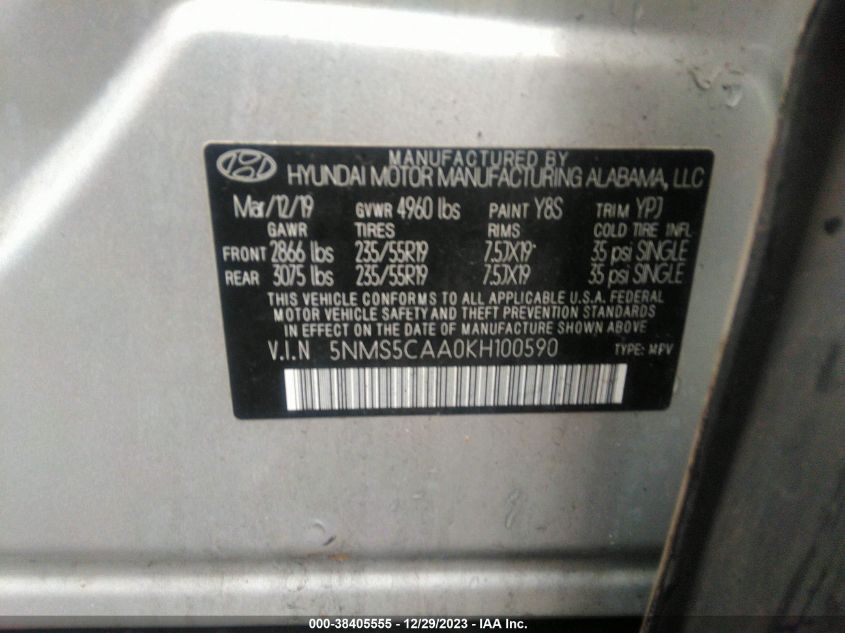 MANUFACTURED BY
HYUNDAI MOTOR MANUFACTURING ALABAMA, LLC
Mar/12/19 GVWR 4960 lbs PAINT Y8S TRIM YPJ
GAWR TIRES RIMS COLD TIRE INFL
FRONT 2866 lbs 235/55R19 7.5JX19 35 psi SINGLE
REAR 3075 lbs 235/55R19 7.5JX19 35 psi SINGLE
THIS VEHICLE CONFORMS TO ALL APPLICABLE U.S.A. FEDERAL
MOTOR VEHICLE SAFETY AND THEFT PREVENTION STANDARDS
IN EFFECT ON THE DATE OF MANUFACTURE SHOWN ABOVE
V.I.N 5NMS5CAA0KH100590 TYPE: MPV
000-38405555 - 12/29/2023 - IAA Inc.